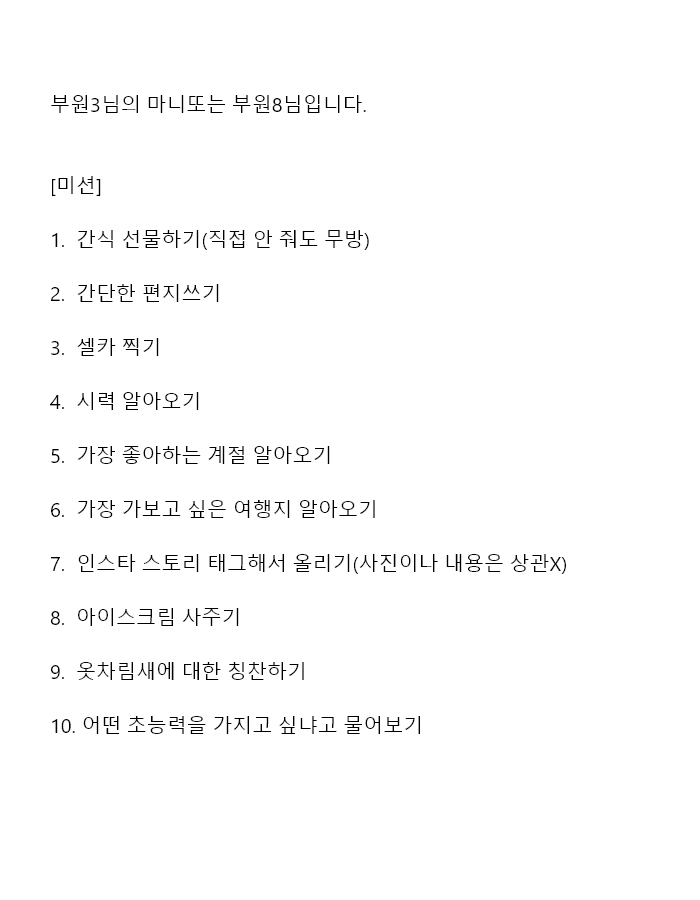 부원3님의 마니또는 부원8님입니다.
[미션]
1. 간식 선물하기(직접 안 줘도 무방)
2. 간단한 편지쓰기
3. 셀카 찍기
4. 시력 알아오기
5. 가장 좋아하는 계절 알아오기
6. 가장 가보고 싶은 여행지 알아오기
7. 인스타 스토리 태그해서 올리기(사진이나 내용은 상관X)
8. 아이스크림 사주기
9. 옷차림새에 대한 칭찬하기
10. 어떤 초능력을 가지고 싶냐고 물어보기